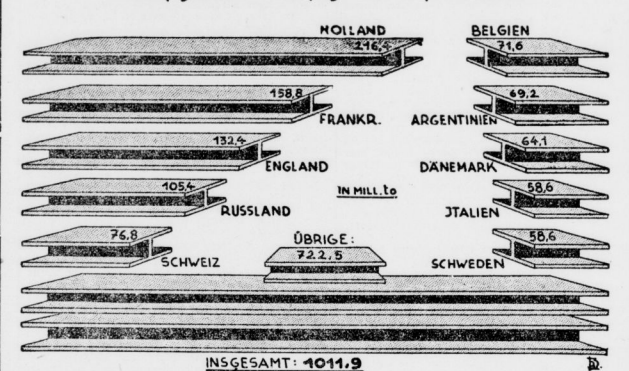 HOLLAND
216,4
BELGIEN
71,6
158,8
FRANKR.
69,2
ARGENTINIEN
132,4
ENGLAND
64,1
DÄNEMARK
105,4
RUSSLAND
IN MILL. to
58,6
JTALIEN
76,8
SCHWEIZ
ÜBRIGE:
722,5
58,6
SCHWEDEN
INSGESAMT: 1011,9